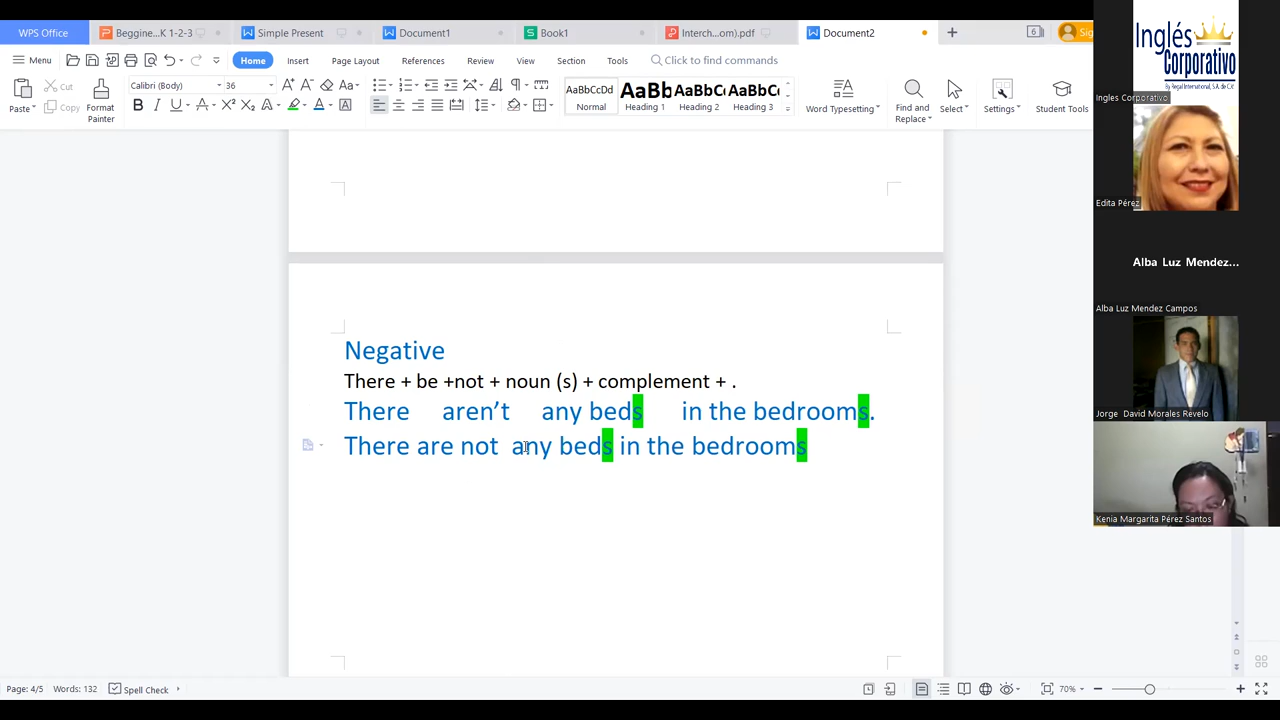 WPS Office
Beggine...K 1-2-3
Simple Present
Document1
Book1
Interch...om).pdf
Document2
Menu
Home
Insert
Page Layout
References
Review
View
Section
Tools
Click to find commands
Paste
Cut
Copy
Format Painter
Calibri (Body)
36
AaBbCcDd
Normal
Heading 1
Heading 2
Heading 3
Word Typesetting
Find and Replace
Select
Settings
Student Tools
Negative
There + be +not + noun (s) + complement + .
There aren't any beds in the bedrooms.
There are not any beds in the bedrooms
Page: 4/5
Words: 132
Spell Check
70%
Inglés
Corporativo
Ingles Corporativo
Edita Pérez
Alba Luz Mendez...
Alba Luz Mendez Campos
Jorge David Morales Revelo
Kenia Margarita Pérez Santos